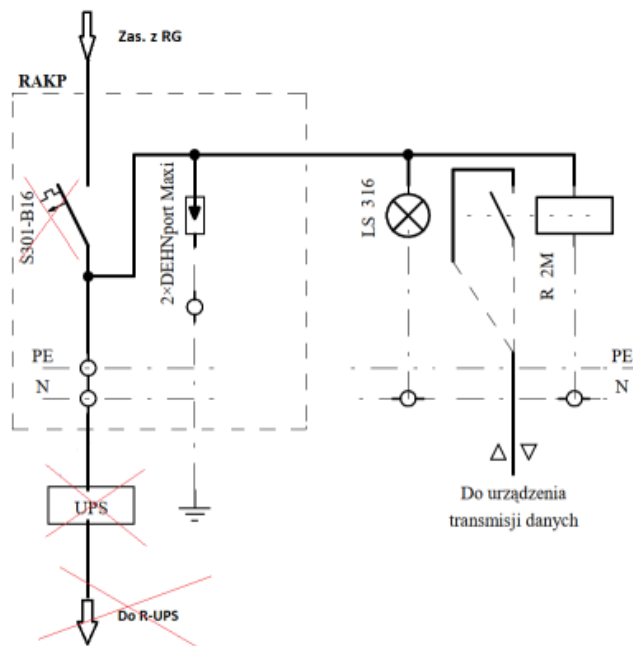 Zas. z RG
RAKP
S301-B16
2×DEHNport Maxi
LS 316
R 2M
PE
N
PE
N
UPS
Do urządzenia
transmisji danych
Do R-UPS